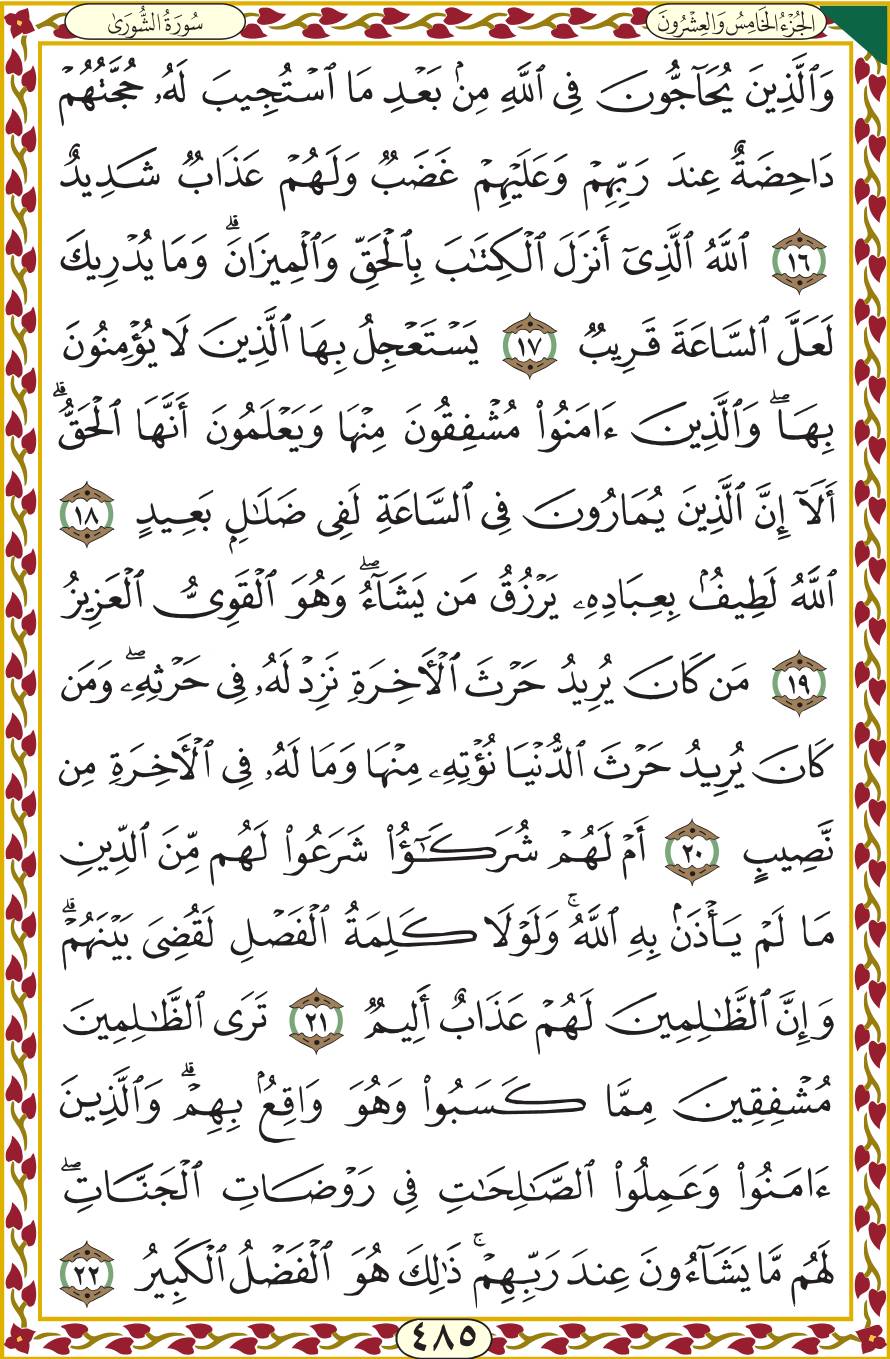 الجُزْءُ الخَامِسُ وَالعِشْرُونَ
سُورَةُ الشُّورَىٰ
وَٱلَّذِينَ يُحَآجُّونَ فِى ٱللَّهِ مِنۢ بَعْدِ مَا ٱسْتُجِيبَ لَهُۥ حُجَّتُهُمْ
دَاحِضَةٌ عِندَ رَبِّهِمْ وَعَلَيْهِمْ غَضَبٌ وَلَهُمْ عَذَابٌ شَدِيدٌ
١٦ ٱللَّهُ ٱلَّذِىٓ أَنزَلَ ٱلْكِتَٰبَ بِٱلْحَقِّ وَٱلْمِيزَانَ ۗ وَمَا يُدْرِيكَ
لَعَلَّ ٱلسَّاعَةَ قَرِيبٌ ١٧ يَسْتَعْجِلُ بِهَا ٱلَّذِينَ لَا يُؤْمِنُونَ
بِهَا ۖ وَٱلَّذِينَ ءَامَنُوا۟ مُشْفِقُونَ مِنْهَا وَيَعْلَمُونَ أَنَّهَا ٱلْحَقُّ ۗ
أَلَآ إِنَّ ٱلَّذِينَ يُمَارُونَ فِى ٱلسَّاعَةِ لَفِى ضَلَٰلٍۭ بَعِيدٍ ١٨
ٱللَّهُ لَطِيفٌۢ بِعِبَادِهِۦ يَرْزُقُ مَن يَشَآءُ ۖ وَهُوَ ٱلْقَوِىُّ ٱلْعَزِيزُ
١٩ مَن كَانَ يُرِيدُ حَرْثَ ٱلْـَٔاخِرَةِ نَزِدْ لَهُۥ فِى حَرْثِهِۦ ۖ وَمَن
كَانَ يُرِيدُ حَرْثَ ٱلدُّنْيَا نُؤْتِهِۦ مِنْهَا وَمَا لَهُۥ فِى ٱلْـَٔاخِرَةِ مِن
نَّصِيبٍ ٢٠ أَمْ لَهُمْ شُرَكَٰٓؤُا۟ شَرَعُوا۟ لَهُم مِّنَ ٱلدِّينِ
مَا لَمْ يَأْذَنۢ بِهِ ٱللَّهُ ۚ وَلَوْلَا كَلِمَةُ ٱلْفَصْلِ لَقُضِىَ بَيْنَهُمْ ۗ
وَإِنَّ ٱلظَّٰلِمِينَ لَهُمْ عَذَابٌ أَلِيمٌ ٢١ تَرَى ٱلظَّٰلِمِينَ
مُشْفِقِينَ مِمَّا كَسَبُوا۟ وَهُوَ وَاقِعٌۢ بِهِمْ ۗ وَٱلَّذِينَ
ءَامَنُوا۟ وَعَمِلُوا۟ ٱلصَّٰلِحَٰتِ فِى رَوْضَاتِ ٱلْجَنَّاتِ ۖ
لَهُم مَّا يَشَآءُونَ عِندَ رَبِّهِمْ ۚ ذَٰلِكَ هُوَ ٱلْفَضْلُ ٱلْكَبِيرُ ٢٢
٤٨٥